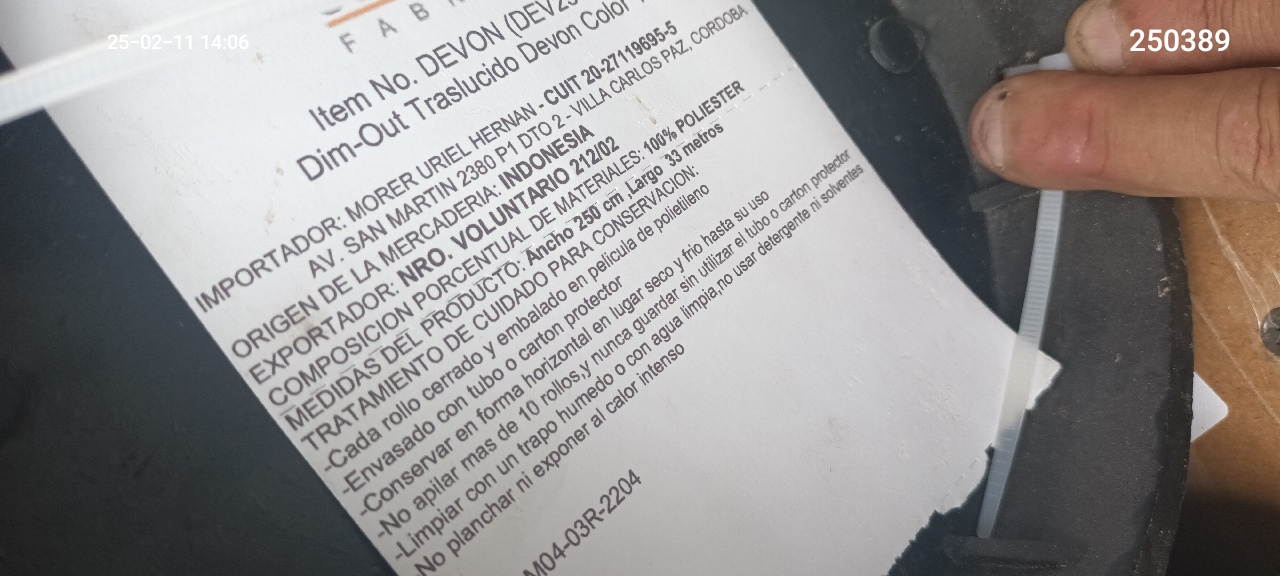 25-02-11 14:06
250389
F A B
Item No. DEVON (DEV25
Dim-Out Traslucido Devon Color
IMPORTADOR: MORER URIEL HERNAN - CUIT 20-27119695-5
AV. SAN MARTIN 2380 P1 DTO 2 - VILLA CARLOS PAZ, CORDOBA
ORIGEN DE LA MERCADERIA: INDONESIA
EXPORTADOR: NRO. VOLUNTARIO 212/02
COMPOSICION PORCENTUAL DE MATERIALES: 100% POLIESTER
MEDIDAS DEL PRODUCTO: Ancho 250 cm ,Largo 33 metros
TRATAMIENTO DE CUIDADO PARA CONSERVACION:
-Cada rollo cerrado y embalado en pelicula de polietileno
-Envasado con tubo o carton protector
-Conservar en forma horizontal en lugar seco y frio hasta su uso
-No apilar mas de 10 rollos,y nunca guardar sin utilizar el tubo o carton protector
-Limpiar con un trapo humedo o con agua limpia,no usar detergente ni solventes
-No planchar ni exponer al calor intenso
M04-03R-2204